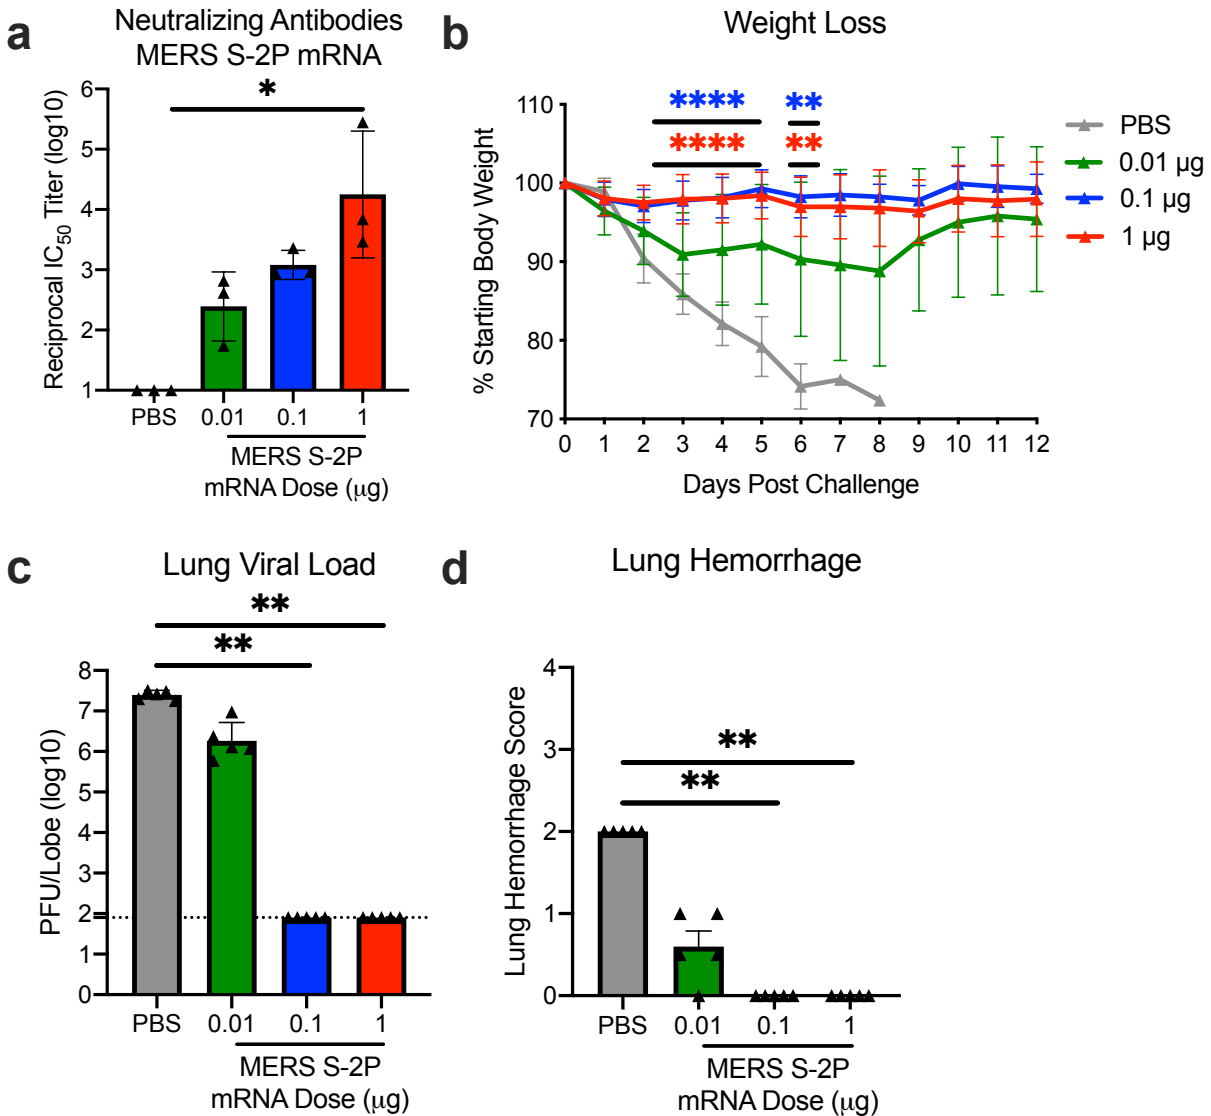 a
Neutralizing Antibodies
MERS S-2P mRNA
Reciprocal IC50 Titer (log10)
6
5
4
3
2
1
*
PBS
0.01
0.1
1
MERS S-2P
mRNA Dose (µg)
b
Weight Loss
% Starting Body Weight
110
100
90
80
70
****
**
****
**
0 1 2 3 4 5 6 7 8 9 10 11 12
Days Post Challenge
PBS
0.01 µg
0.1 µg
1 µg
c
Lung Viral Load
PFU/Lobe (log10)
**
**
8
7
6
5
4
3
2
1
0
PBS
0.01
0.1
1
MERS S-2P
mRNA Dose (µg)
d
Lung Hemorrhage
Lung Hemorrhage Score
4
3
2
1
0
**
**
PBS
0.01
0.1
1
MERS S-2P
mRNA Dose (µg)